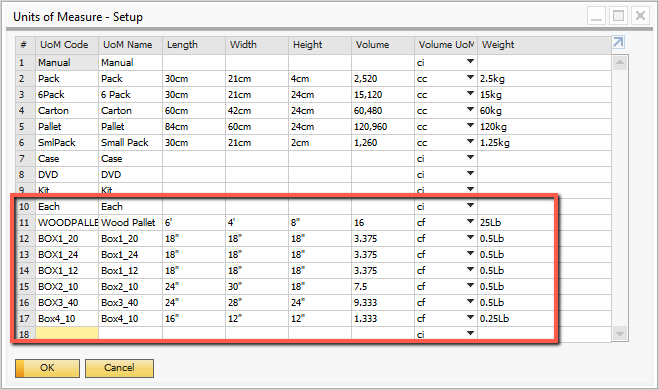 Units of Measure - Setup
# UoM Code UoM Name Length Width Height Volume Volume UoM Weight
1 Manual Manual ci
2 Pack Pack 30cm 21cm 4cm 2,520 cc 2.5kg
3 6Pack 6 Pack 30cm 21cm 24cm 15,120 cc 15kg
4 Carton Carton 60cm 42cm 24cm 60,480 cc 60kg
5 Pallet Pallet 84cm 60cm 24cm 120,960 cc 120kg
6 SmlPack Small Pack 30cm 21cm 2cm 1,260 cc 1.25kg
7 Case Case ci
8 DVD DVD ci
9 Kit Kit ci
10 Each Each ci
11 WOODPALLE Wood Pallet 6' 4' 8" 16 cf 25Lb
12 BOX1_20 Box1_20 18" 18" 18" 3.375 cf 0.5Lb
13 BOX1_24 Box1_24 18" 18" 18" 3.375 cf 0.5Lb
14 BOX1_12 Box1_12 18" 18" 18" 3.375 cf 0.5Lb
15 BOX2_10 Box2_10 24" 30" 18" 7.5 cf 0.5Lb
16 BOX3_40 Box3_40 24" 28" 24" 9.333 cf 0.5Lb
17 Box4_10 Box4_10 16" 12" 12" 1.333 cf 0.25Lb
18 ci
OK Cancel